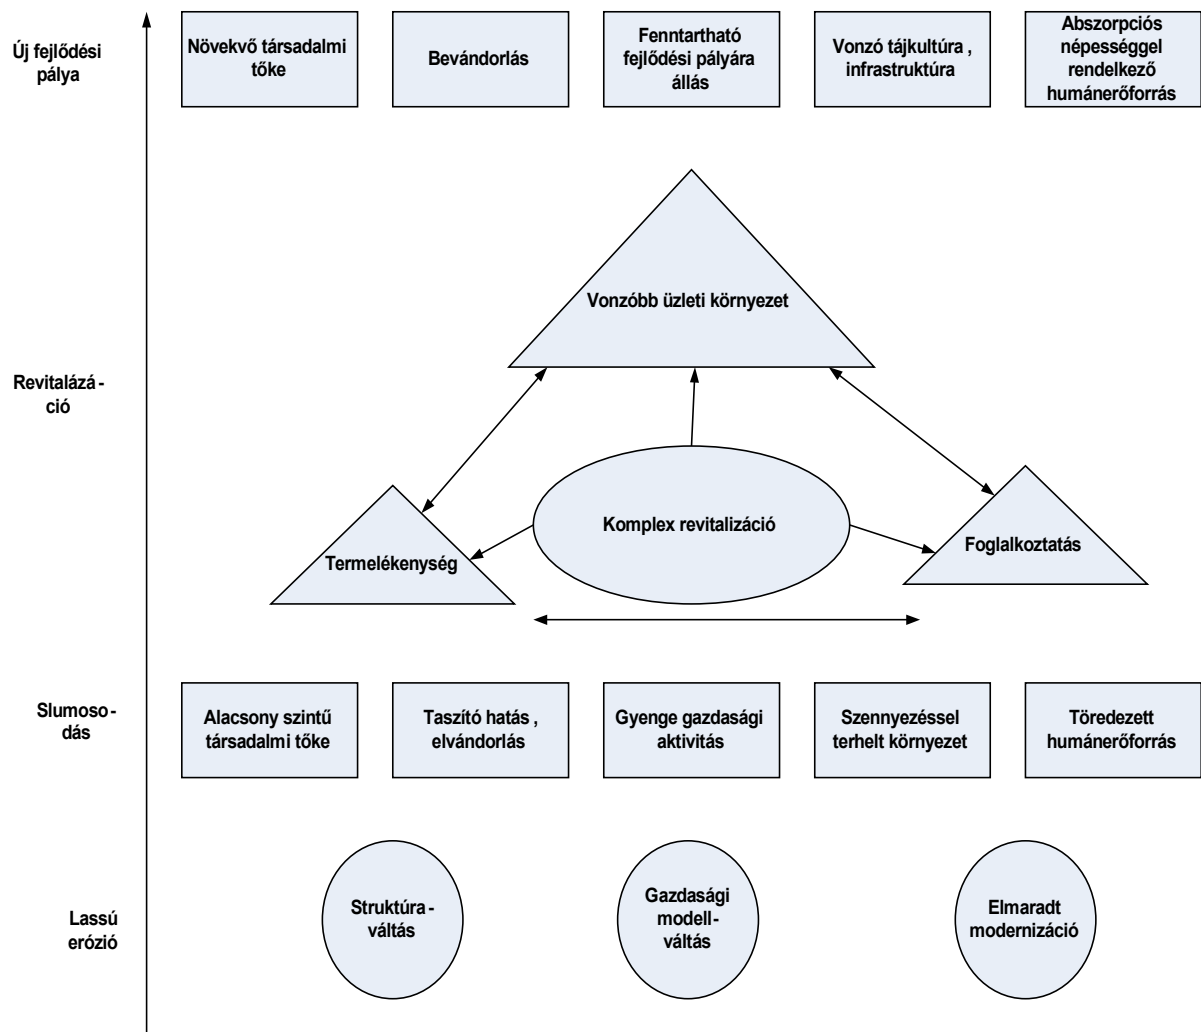 Új fejlődési
pálya
Növekvő társadalmi
tőke
Bevándorlás
Fenntartható
fejlődési pályára
állás
Vonzó tájkultúra ,
infrastruktúra
Abszorpciós
népességgel
rendelkező
humánerőforrás
Vonzóbb üzleti környezet
Revitalázá -
ció
Komplex revitalizáció
Termelékenység
Foglalkoztatás
Slumoso -
dás
Alacsony szintű
társadalmi tőke
Taszító hatás ,
elvándorlás
Gyenge gazdasági
aktivitás
Szennyezéssel
terhelt környezet
Töredezett
humánerőforrás
Lassú
erózió
Struktúra -
váltás
Gazdasági
modell-
váltás
Elmaradt
modernizáció